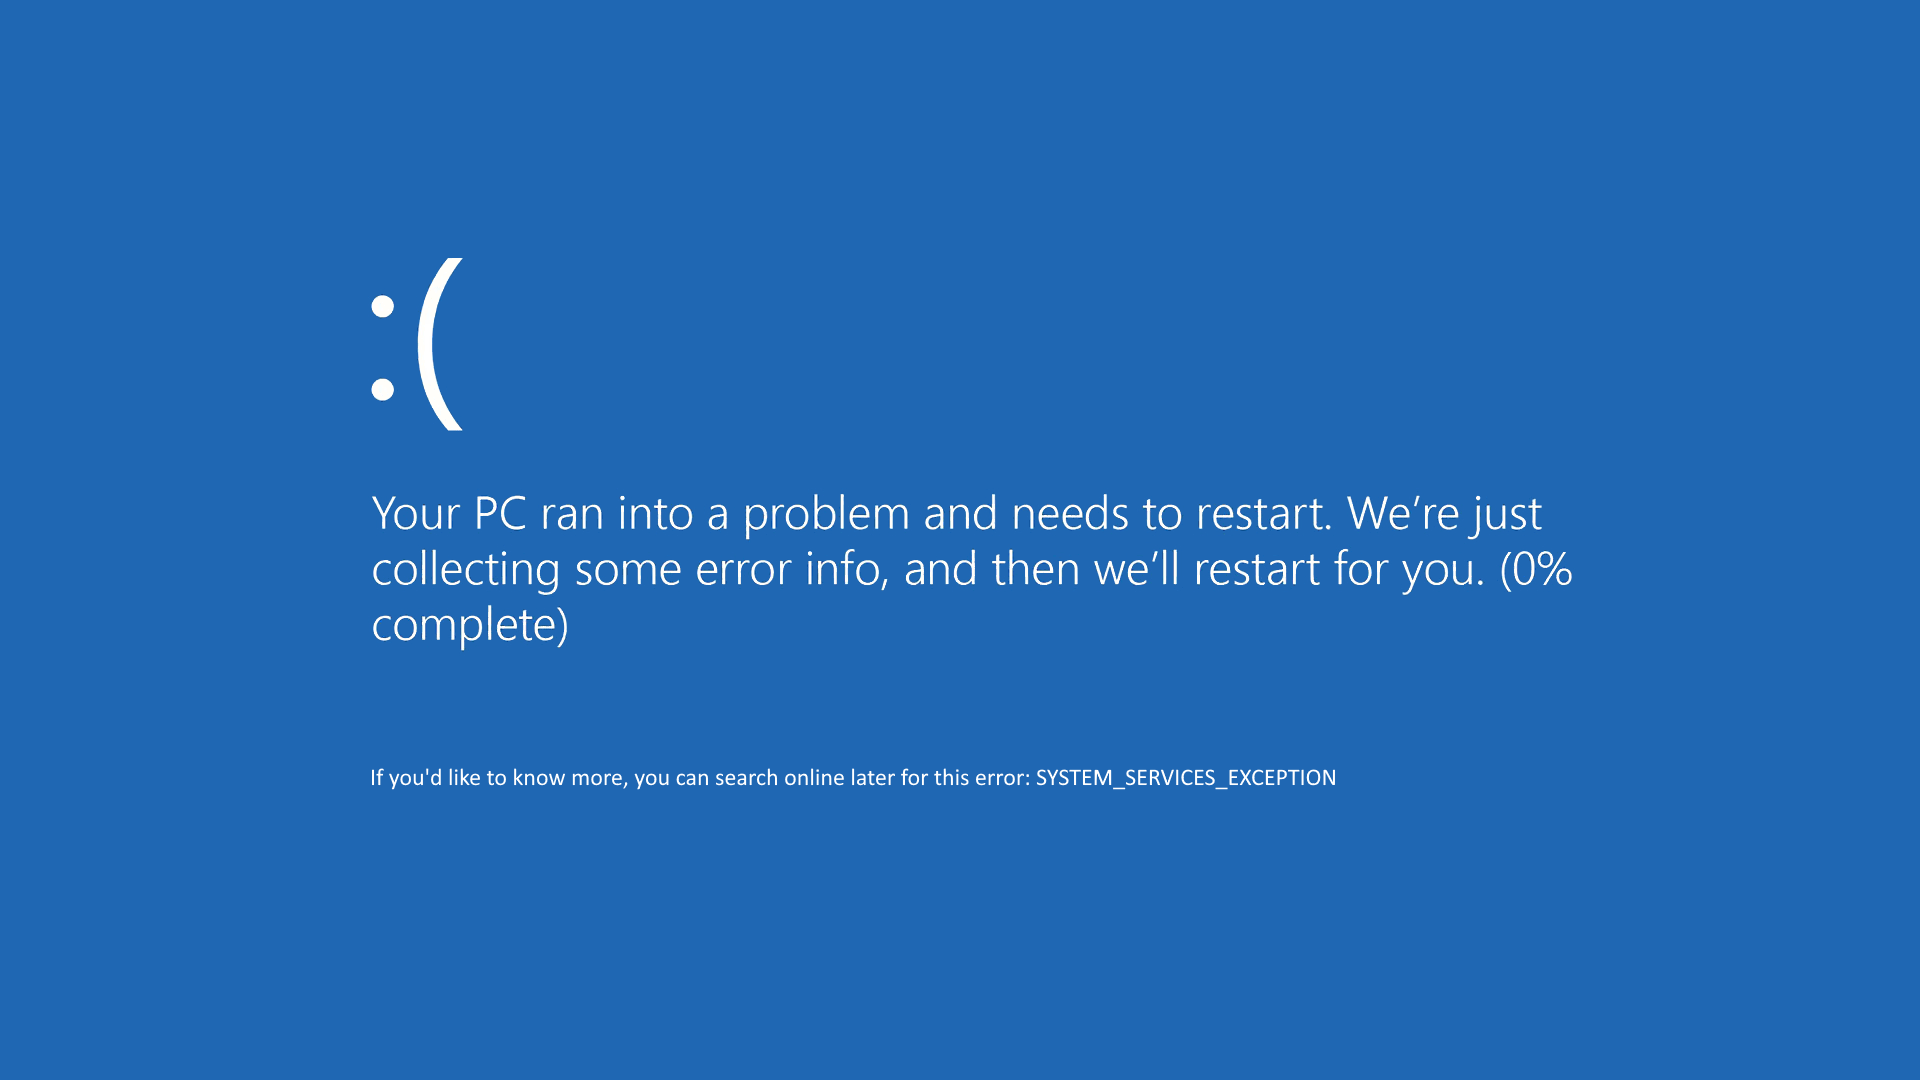 :(
Your PC ran into a problem and needs to restart. We’re just
collecting some error info, and then we’ll restart for you. (0%
complete)
If you'd like to know more, you can search online later for this error: SYSTEM_SERVICES_EXCEPTION